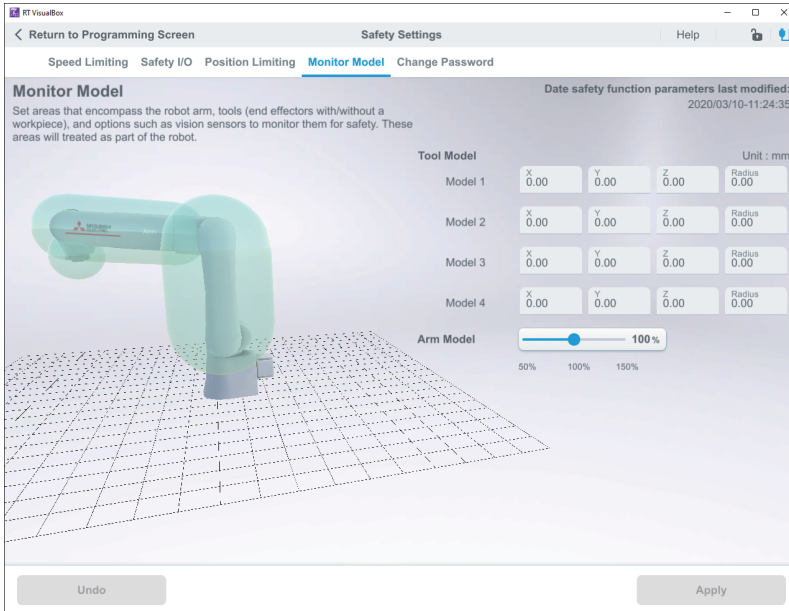 RT VisualBox
Return to Programming Screen
Safety Settings
Help
Speed Limiting
Safety I/O
Position Limiting
Monitor Model
Change Password
Monitor Model
Date safety function parameters last modified:
2020/03/10-11:24:35
Set areas that encompass the robot arm, tools (end effectors with/without a
workpiece), and options such as vision sensors to monitor them for safety. These
areas will treated as part of the robot.
Tool Model
Unit : mm
Model 1
X
0.00
Y
0.00
Z
0.00
Radius
0.00
Model 2
X
0.00
Y
0.00
Z
0.00
Radius
0.00
Model 3
X
0.00
Y
0.00
Z
0.00
Radius
0.00
Model 4
X
0.00
Y
0.00
Z
0.00
Radius
0.00
Arm Model
100 %
50%
100%
150%
MITSUBISHI
ELECTRIC
Undo
Apply